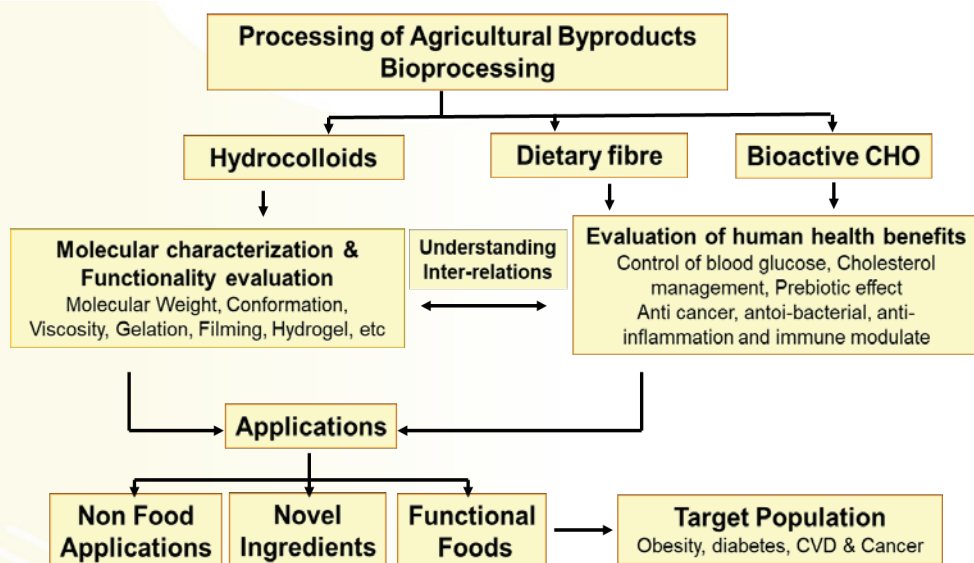 Processing of Agricultural Byproducts
Bioprocessing
Hydrocolloids
Dietary fibre
Bioactive CHO
Molecular characterization &
Functionality evaluation
Molecular Weight, Conformation,
Viscosity, Gelation, Filming, Hydrogel, etc
Understanding
Inter-relations
Evaluation of human health benefits
Control of blood glucose, Cholesterol
management, Prebiotic effect
Anti cancer, antoi-bacterial, anti-
inflammation and immune modulate
Applications
Non Food
Applications
Novel
Ingredients
Functional
Foods
Target Population
Obesity, diabetes, CVD & Cancer